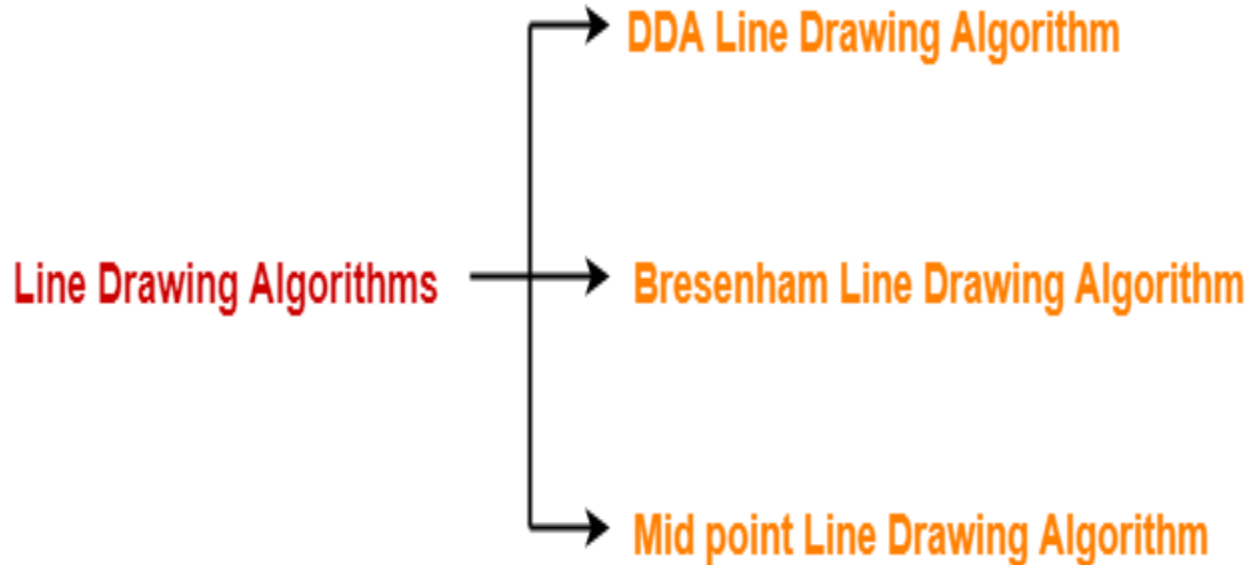 DDA Line Drawing Algorithm
Line Drawing Algorithms
Bresenham Line Drawing Algorithm
Mid point Line Drawing Algorithm